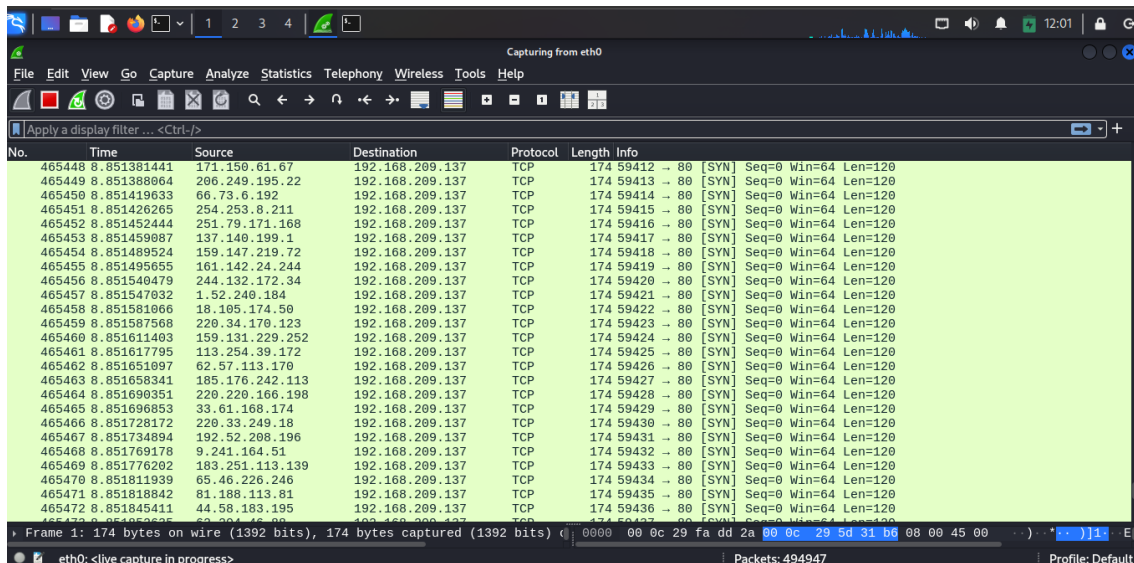 1 2 3 4 12:01 G
Capturing from eth0
File Edit View Go Capture Analyze Statistics Telephony Wireless Tools Help
Apply a display filter ... <Ctrl-/>
No. Time Source Destination Protocol Length Info
465448 8.851381441 171.150.61.67 192.168.209.137 TCP 174 59412 → 80 [SYN] Seq=0 Win=64 Len=120
465449 8.851388064 206.249.195.22 192.168.209.137 TCP 174 59413 → 80 [SYN] Seq=0 Win=64 Len=120
465450 8.851419633 66.73.6.192 192.168.209.137 TCP 174 59414 → 80 [SYN] Seq=0 Win=64 Len=120
465451 8.851426265 254.253.8.211 192.168.209.137 TCP 174 59415 → 80 [SYN] Seq=0 Win=64 Len=120
465452 8.851452444 251.79.171.168 192.168.209.137 TCP 174 59416 → 80 [SYN] Seq=0 Win=64 Len=120
465453 8.851459087 137.140.199.1 192.168.209.137 TCP 174 59417 → 80 [SYN] Seq=0 Win=64 Len=120
465454 8.851489524 159.147.219.72 192.168.209.137 TCP 174 59418 → 80 [SYN] Seq=0 Win=64 Len=120
465455 8.851495655 161.142.24.244 192.168.209.137 TCP 174 59419 → 80 [SYN] Seq=0 Win=64 Len=120
465456 8.851540479 244.132.172.34 192.168.209.137 TCP 174 59420 → 80 [SYN] Seq=0 Win=64 Len=120
465457 8.851547032 1.52.240.184 192.168.209.137 TCP 174 59421 → 80 [SYN] Seq=0 Win=64 Len=120
465458 8.851581066 18.105.174.50 192.168.209.137 TCP 174 59422 → 80 [SYN] Seq=0 Win=64 Len=120
465459 8.851587568 220.34.170.123 192.168.209.137 TCP 174 59423 → 80 [SYN] Seq=0 Win=64 Len=120
465460 8.851611403 159.131.229.252 192.168.209.137 TCP 174 59424 → 80 [SYN] Seq=0 Win=64 Len=120
465461 8.851617795 113.254.39.172 192.168.209.137 TCP 174 59425 → 80 [SYN] Seq=0 Win=64 Len=120
465462 8.851651097 62.57.113.170 192.168.209.137 TCP 174 59426 → 80 [SYN] Seq=0 Win=64 Len=120
465463 8.851658341 185.176.242.113 192.168.209.137 TCP 174 59427 → 80 [SYN] Seq=0 Win=64 Len=120
465464 8.851690351 220.220.166.198 192.168.209.137 TCP 174 59428 → 80 [SYN] Seq=0 Win=64 Len=120
465465 8.851696853 33.61.168.174 192.168.209.137 TCP 174 59429 → 80 [SYN] Seq=0 Win=64 Len=120
465466 8.851728172 220.33.249.18 192.168.209.137 TCP 174 59430 → 80 [SYN] Seq=0 Win=64 Len=120
465467 8.851734894 192.52.208.196 192.168.209.137 TCP 174 59431 → 80 [SYN] Seq=0 Win=64 Len=120
465468 8.851769178 9.241.164.51 192.168.209.137 TCP 174 59432 → 80 [SYN] Seq=0 Win=64 Len=120
465469 8.851776202 183.251.113.139 192.168.209.137 TCP 174 59433 → 80 [SYN] Seq=0 Win=64 Len=120
465470 8.851811939 65.46.226.246 192.168.209.137 TCP 174 59434 → 80 [SYN] Seq=0 Win=64 Len=120
465471 8.851818842 81.188.113.81 192.168.209.137 TCP 174 59435 → 80 [SYN] Seq=0 Win=64 Len=120
465472 8.851845411 44.58.183.195 192.168.209.137 TCP 174 59436 → 80 [SYN] Seq=0 Win=64 Len=120
Frame 1: 174 bytes on wire (1392 bits), 174 bytes captured (1392 bits) 0000 00 0c 29 fa dd 2a 00 0c 29 5d 31 b6 08 00 45 00 ··)··*·· )]1···E
eth0: <live capture in progress> Packets: 494947 Profile: Default